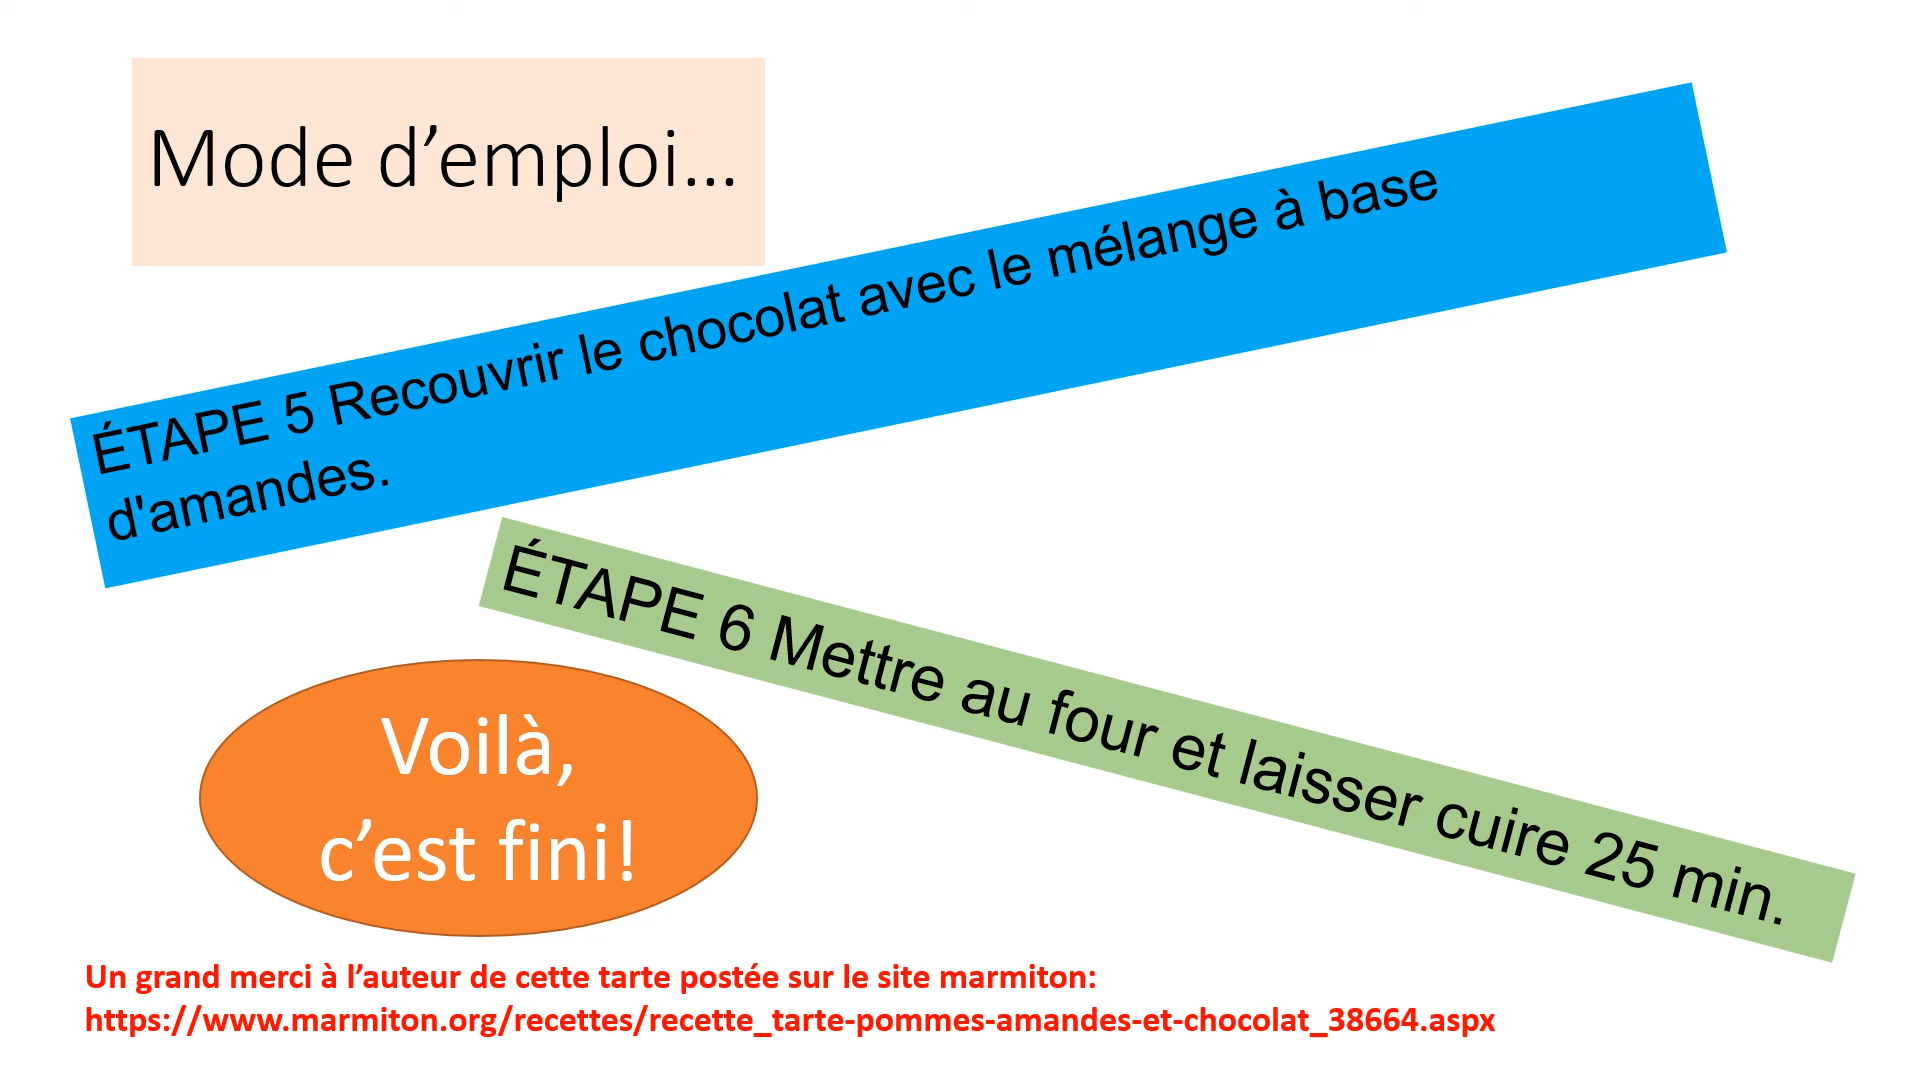 Mode d’emploi...
ÉTAPE 5 Recouvrir le chocolat avec le mélange à base
d'amandes.
ÉTAPE 6 Mettre au four et laisser cuire 25 min.
Voilà,
c’est fini!
Un grand merci à l’auteur de cette tarte postée sur le site marmiton:
https://www.marmiton.org/recettes/recette_tarte-pommes-amandes-et-chocolat_38664.aspx